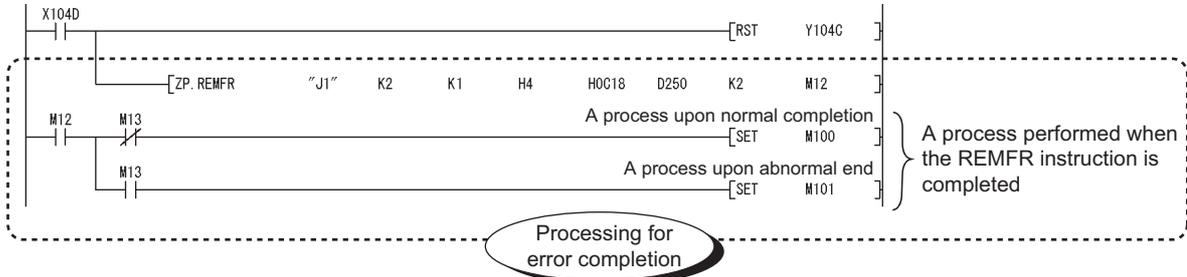 X104D
[RST Y104C ]
[ZP.REMFR "J1" K2 K1 H4 H0C18 D250 K2 M12 ]
M12 M13 A process upon normal completion
[SET M100 ]
M13 A process upon abnormal end
[SET M101 ]
A process performed when
the REMFR instruction is
completed
Processing for
error completion